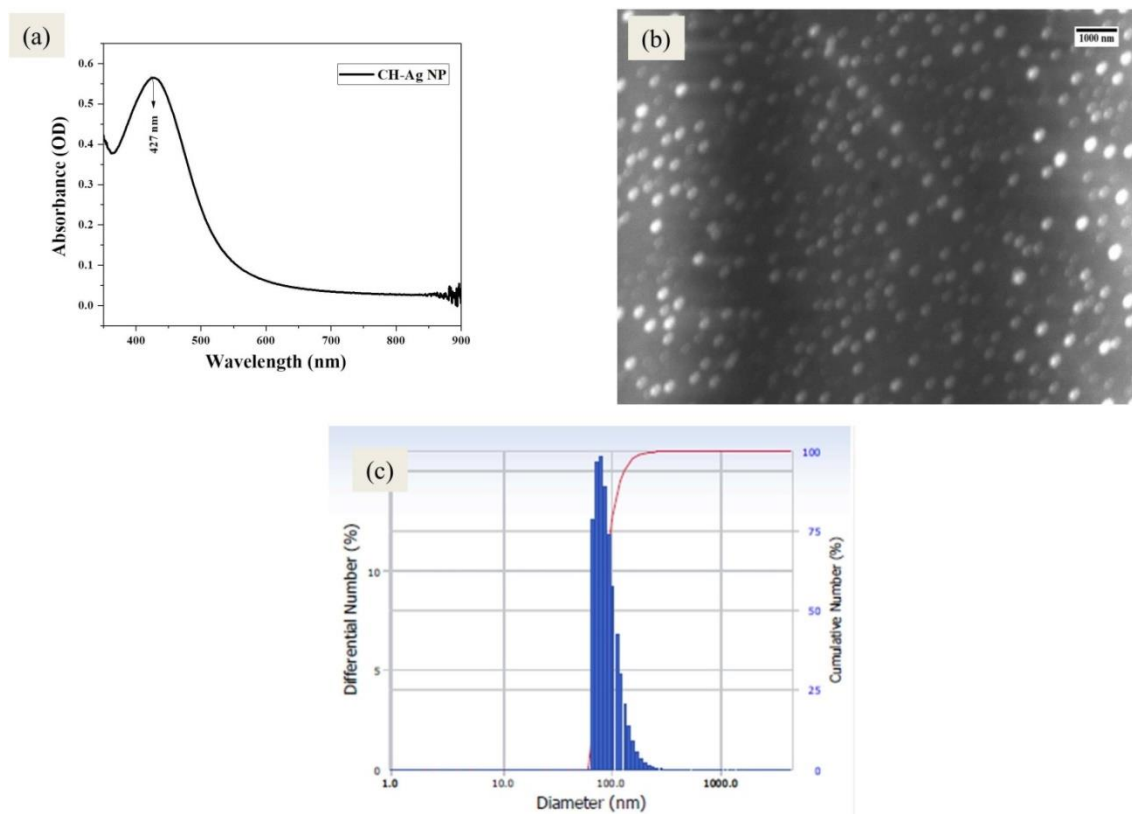 (a)
CH-Ag NP
427 nm
0.6
0.5
0.4
0.3
0.2
0.1
0.0
Absorbance (OD)
400 500 600 700 800 900
Wavelength (nm)
(b)
1000 nm
(c)
Differential Number (%)
10
5
0
100
75
50
25
0
Cumulative Number (%)
1.0 10.0 100.0 1000.0
Diameter (nm)